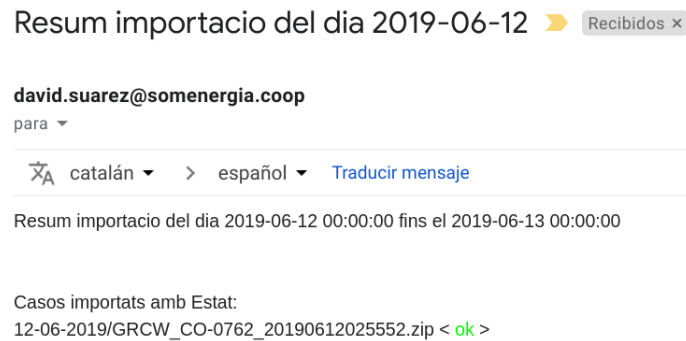 Resum importacio del dia 2019-06-12 Recibidos ×
david.suarez@somenergia.coop
para
catalán > español Traducir mensaje
Resum importacio del dia 2019-06-12 00:00:00 fins el 2019-06-13 00:00:00
Casos importats amb Estat:
12-06-2019/GRCW_CO-0762_20190612025552.zip < ok >